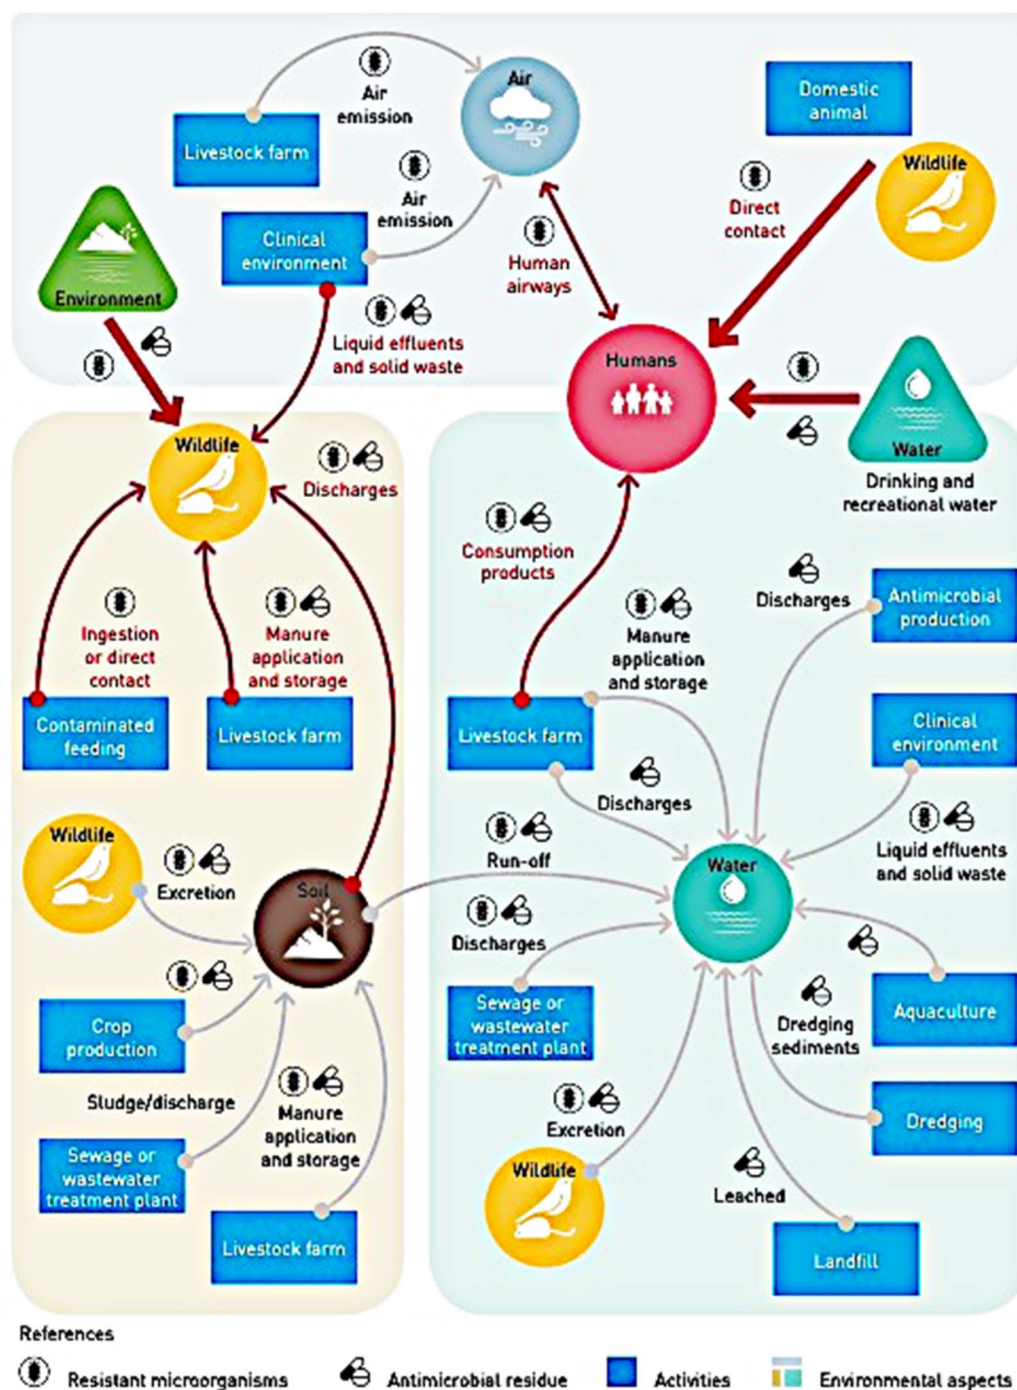 Air
Air
emission
Livestock farm
Domestic
animal
Wildlife
Air
emission
Direct
contact
Clinical
environment
Human
airways
Environment
Liquid effluents
and solid waste
Humans
Wildlife
Discharges
Water
Drinking and
recreational water
Consumption
products
Discharges
Antimicrobial
production
Ingestion
or direct
contact
Manure
application
and storage
Manure
application
and storage
Contaminated
feeding
Livestock farm
Livestock farm
Clinical
environment
Discharges
Wildlife
Excretion
Soil
Run-off
Water
Liquid effluents
and solid waste
Discharges
Crop
production
Sewage or
wastewater
treatment plant
Dredging
sediments
Aquaculture
Sludge/discharge
Manure
application
and storage
Excretion
Dredging
Sewage or
wastewater
treatment plant
Wildlife
Leached
Livestock farm
Landfill
References
Resistant microorganisms
Antimicrobial residue
Activities
Environmental aspects